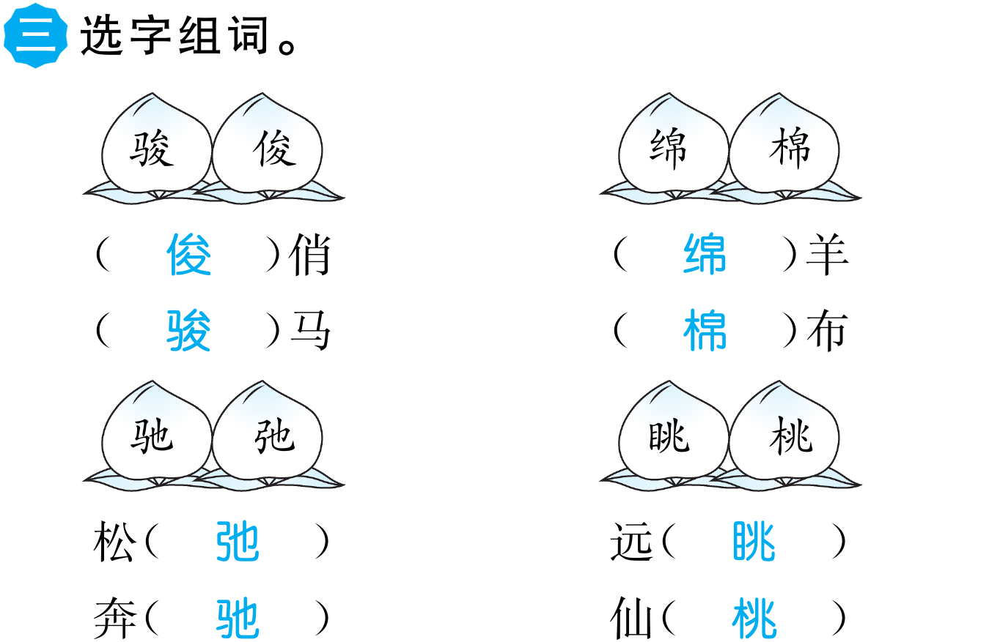 三 选字组词。
骏 俊 绵 棉
（ 俊 ）俏 （ 绵 ）羊
（ 骏 ）马 （ 棉 ）布
驰 弛 眺 桃
松（ 弛 ） 远（ 眺 ）
奔（ 驰 ） 仙（ 桃 ）